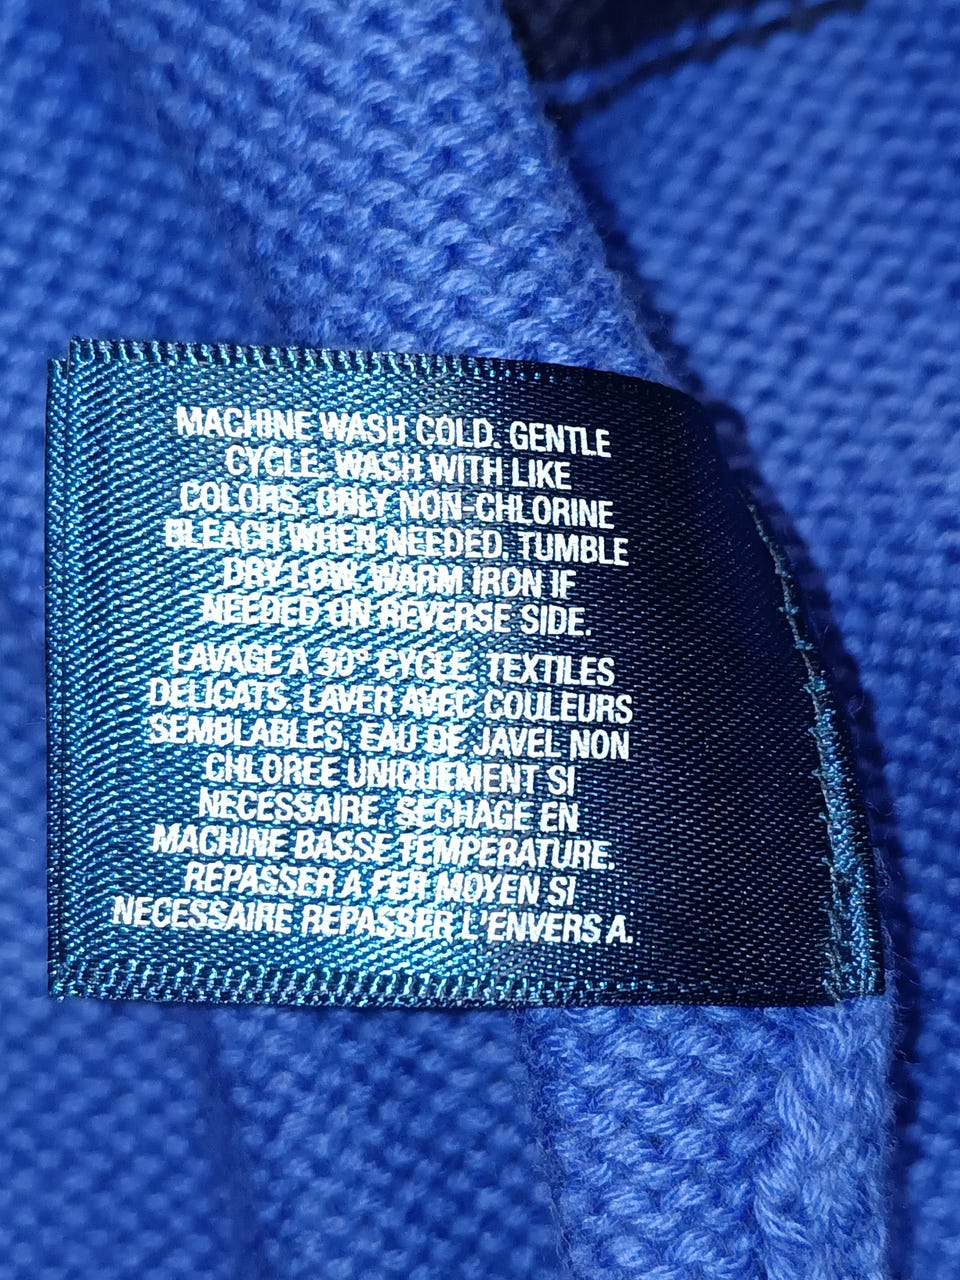 MACHINE WASH COLD. GENTLE
CYCLE. WASH WITH LIKE
COLORS. ONLY NON-CHLORINE
BLEACH WHEN NEEDED. TUMBLE
DRY LOW. WARM IRON IF
NEEDED ON REVERSE SIDE.
LAVAGE A 30° CYCLE. TEXTILES
DELICATS. LAVER AVEC COULEURS
SEMBLABLES. EAU DE JAVEL NON
CHLOREE UNIQUEMENT SI
NECESSAIRE. SECHAGE EN
MACHINE BASSE TEMPERATURE.
REPASSER A FER MOYEN SI
NECESSAIRE REPASSER L'ENVERS A.